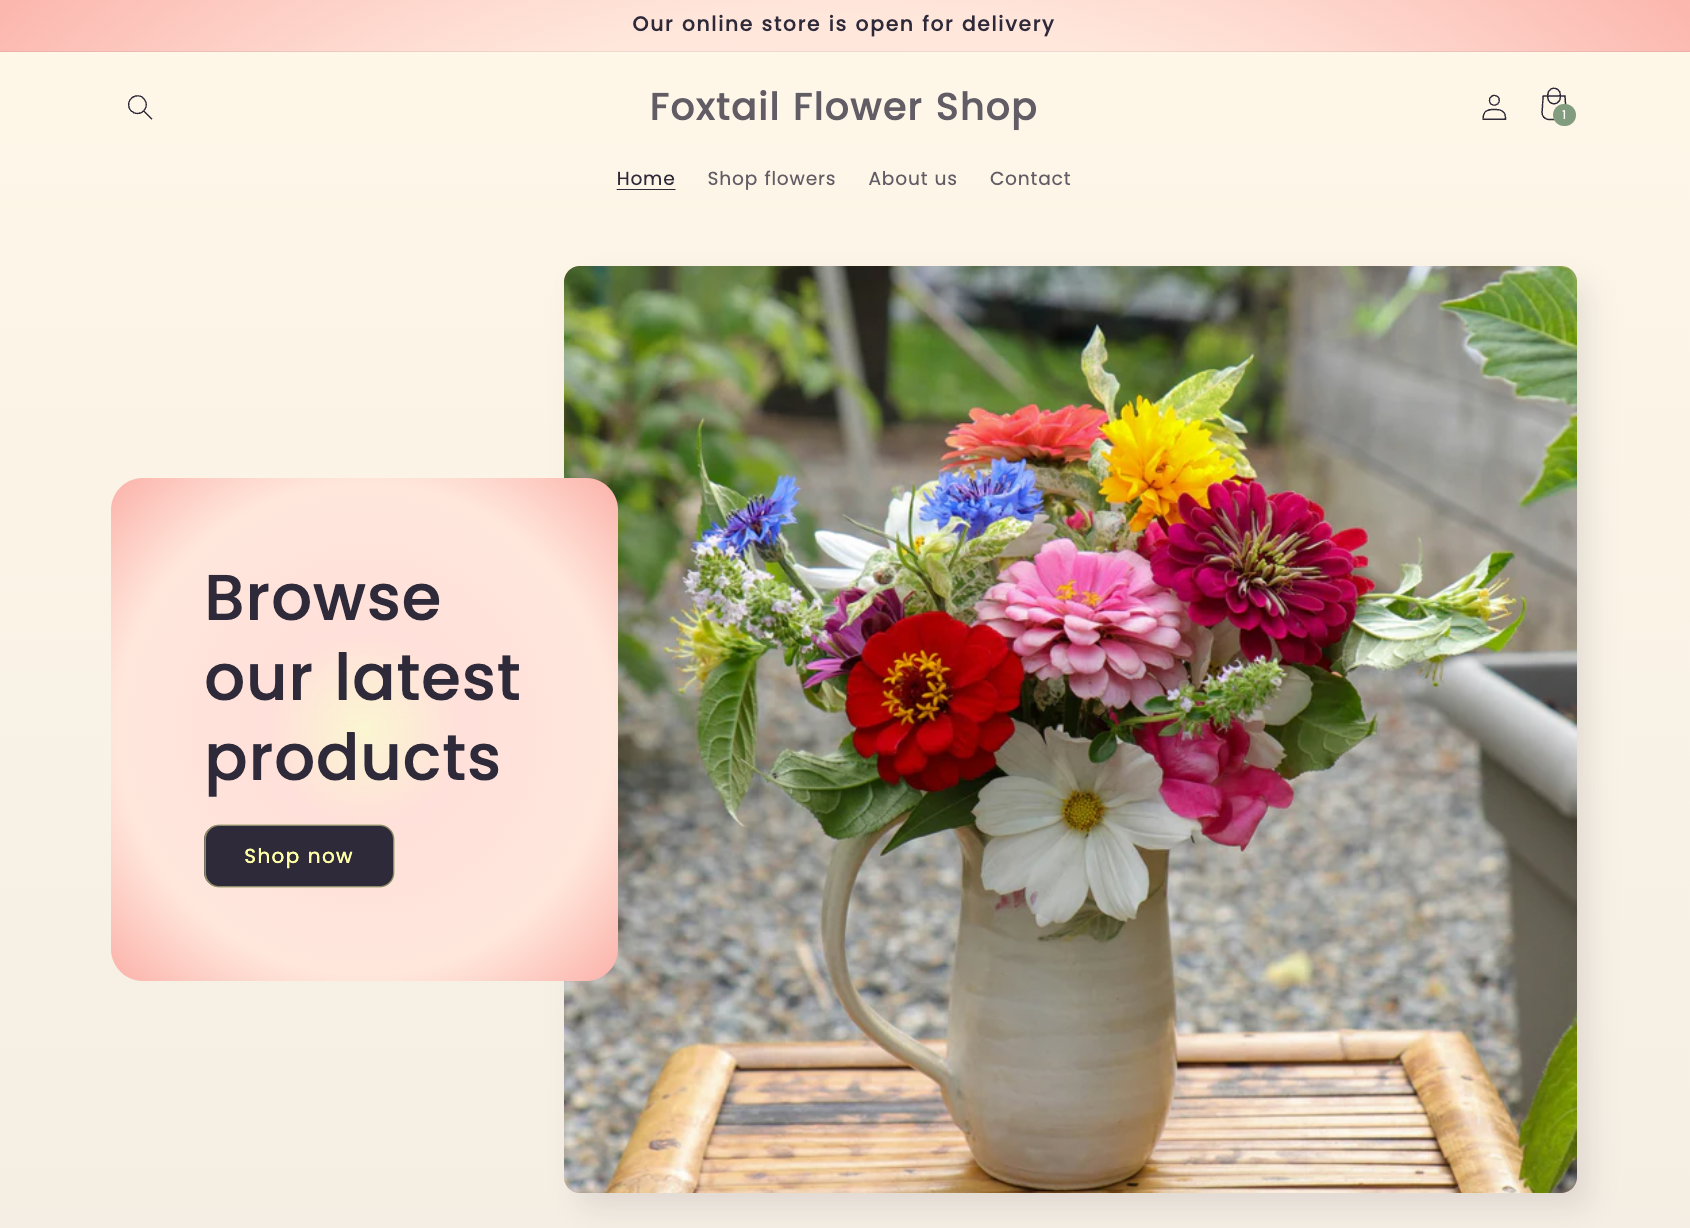 Our online store is open for delivery
Foxtail Flower Shop
1
Home Shop flowers About us Contact
Browse
our latest
products
Shop now